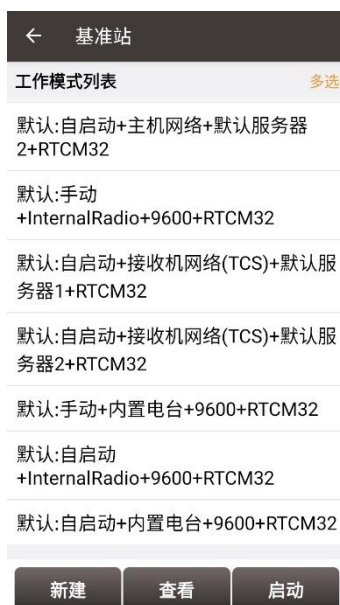 基准站
工作模式列表 多选
默认:自启动+主机网络+默认服务器
2+RTCM32
默认:手动
+InternalRadio+9600+RTCM32
默认:自启动+接收机网络(TCS)+默认服
务器1+RTCM32
默认:自启动+接收机网络(TCS)+默认服
务器2+RTCM32
默认:手动+内置电台+9600+RTCM32
默认:自启动
+InternalRadio+9600+RTCM32
默认:自启动+内置电台+9600+RTCM32
新建 查看 启动